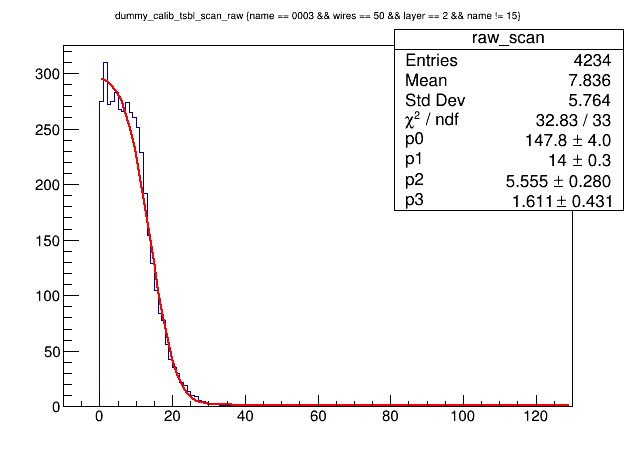 dummy_calib_tsbl_scan_raw {name == 0003 && wires == 50 && layer == 2 && name != 15}
raw_scan
Entries 4234
Mean 7.836
Std Dev 5.764
χ² / ndf 32.83 / 33
p0 147.8 ± 4.0
p1 14 ± 0.3
p2 5.555 ± 0.280
p3 1.611 ± 0.431
300
250
200
150
100
50
0
0 20 40 60 80 100 120